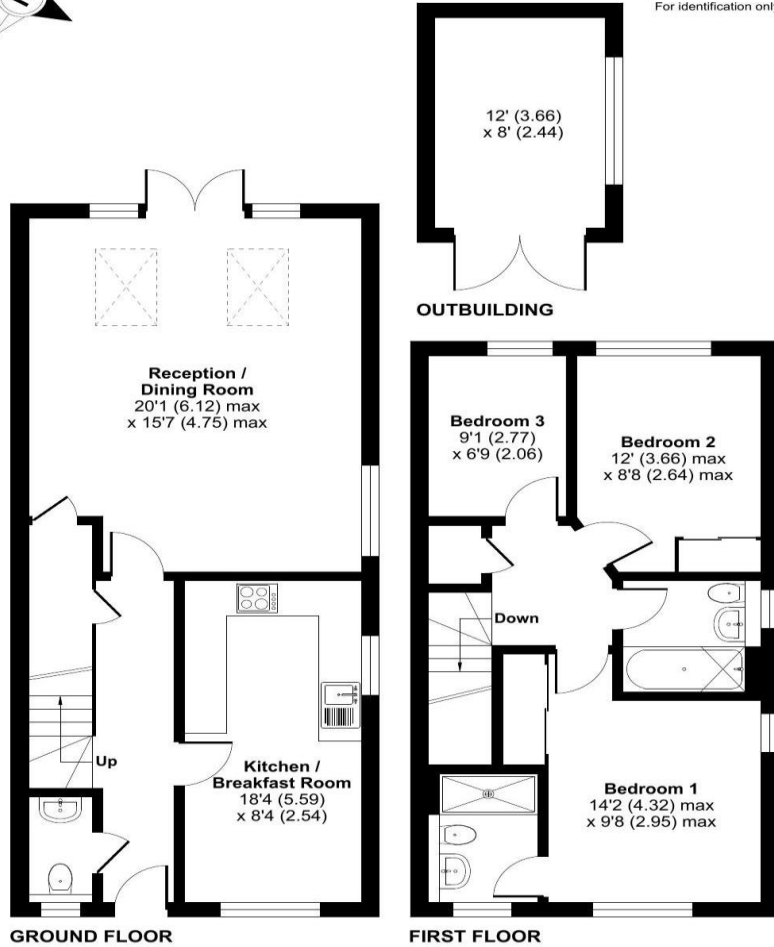 For identification only
12' (3.66)
x 8' (2.44)
OUTBUILDING
Reception /
Dining Room
20'1 (6.12) max
x 15'7 (4.75) max
Up
Kitchen /
Breakfast Room
18'4 (5.59)
x 8'4 (2.54)
GROUND FLOOR
Bedroom 3
9'1 (2.77)
x 6'9 (2.06)
Bedroom 2
12' (3.66) max
x 8'8 (2.64) max
Down
Bedroom 1
14'2 (4.32) max
x 9'8 (2.95) max
FIRST FLOOR